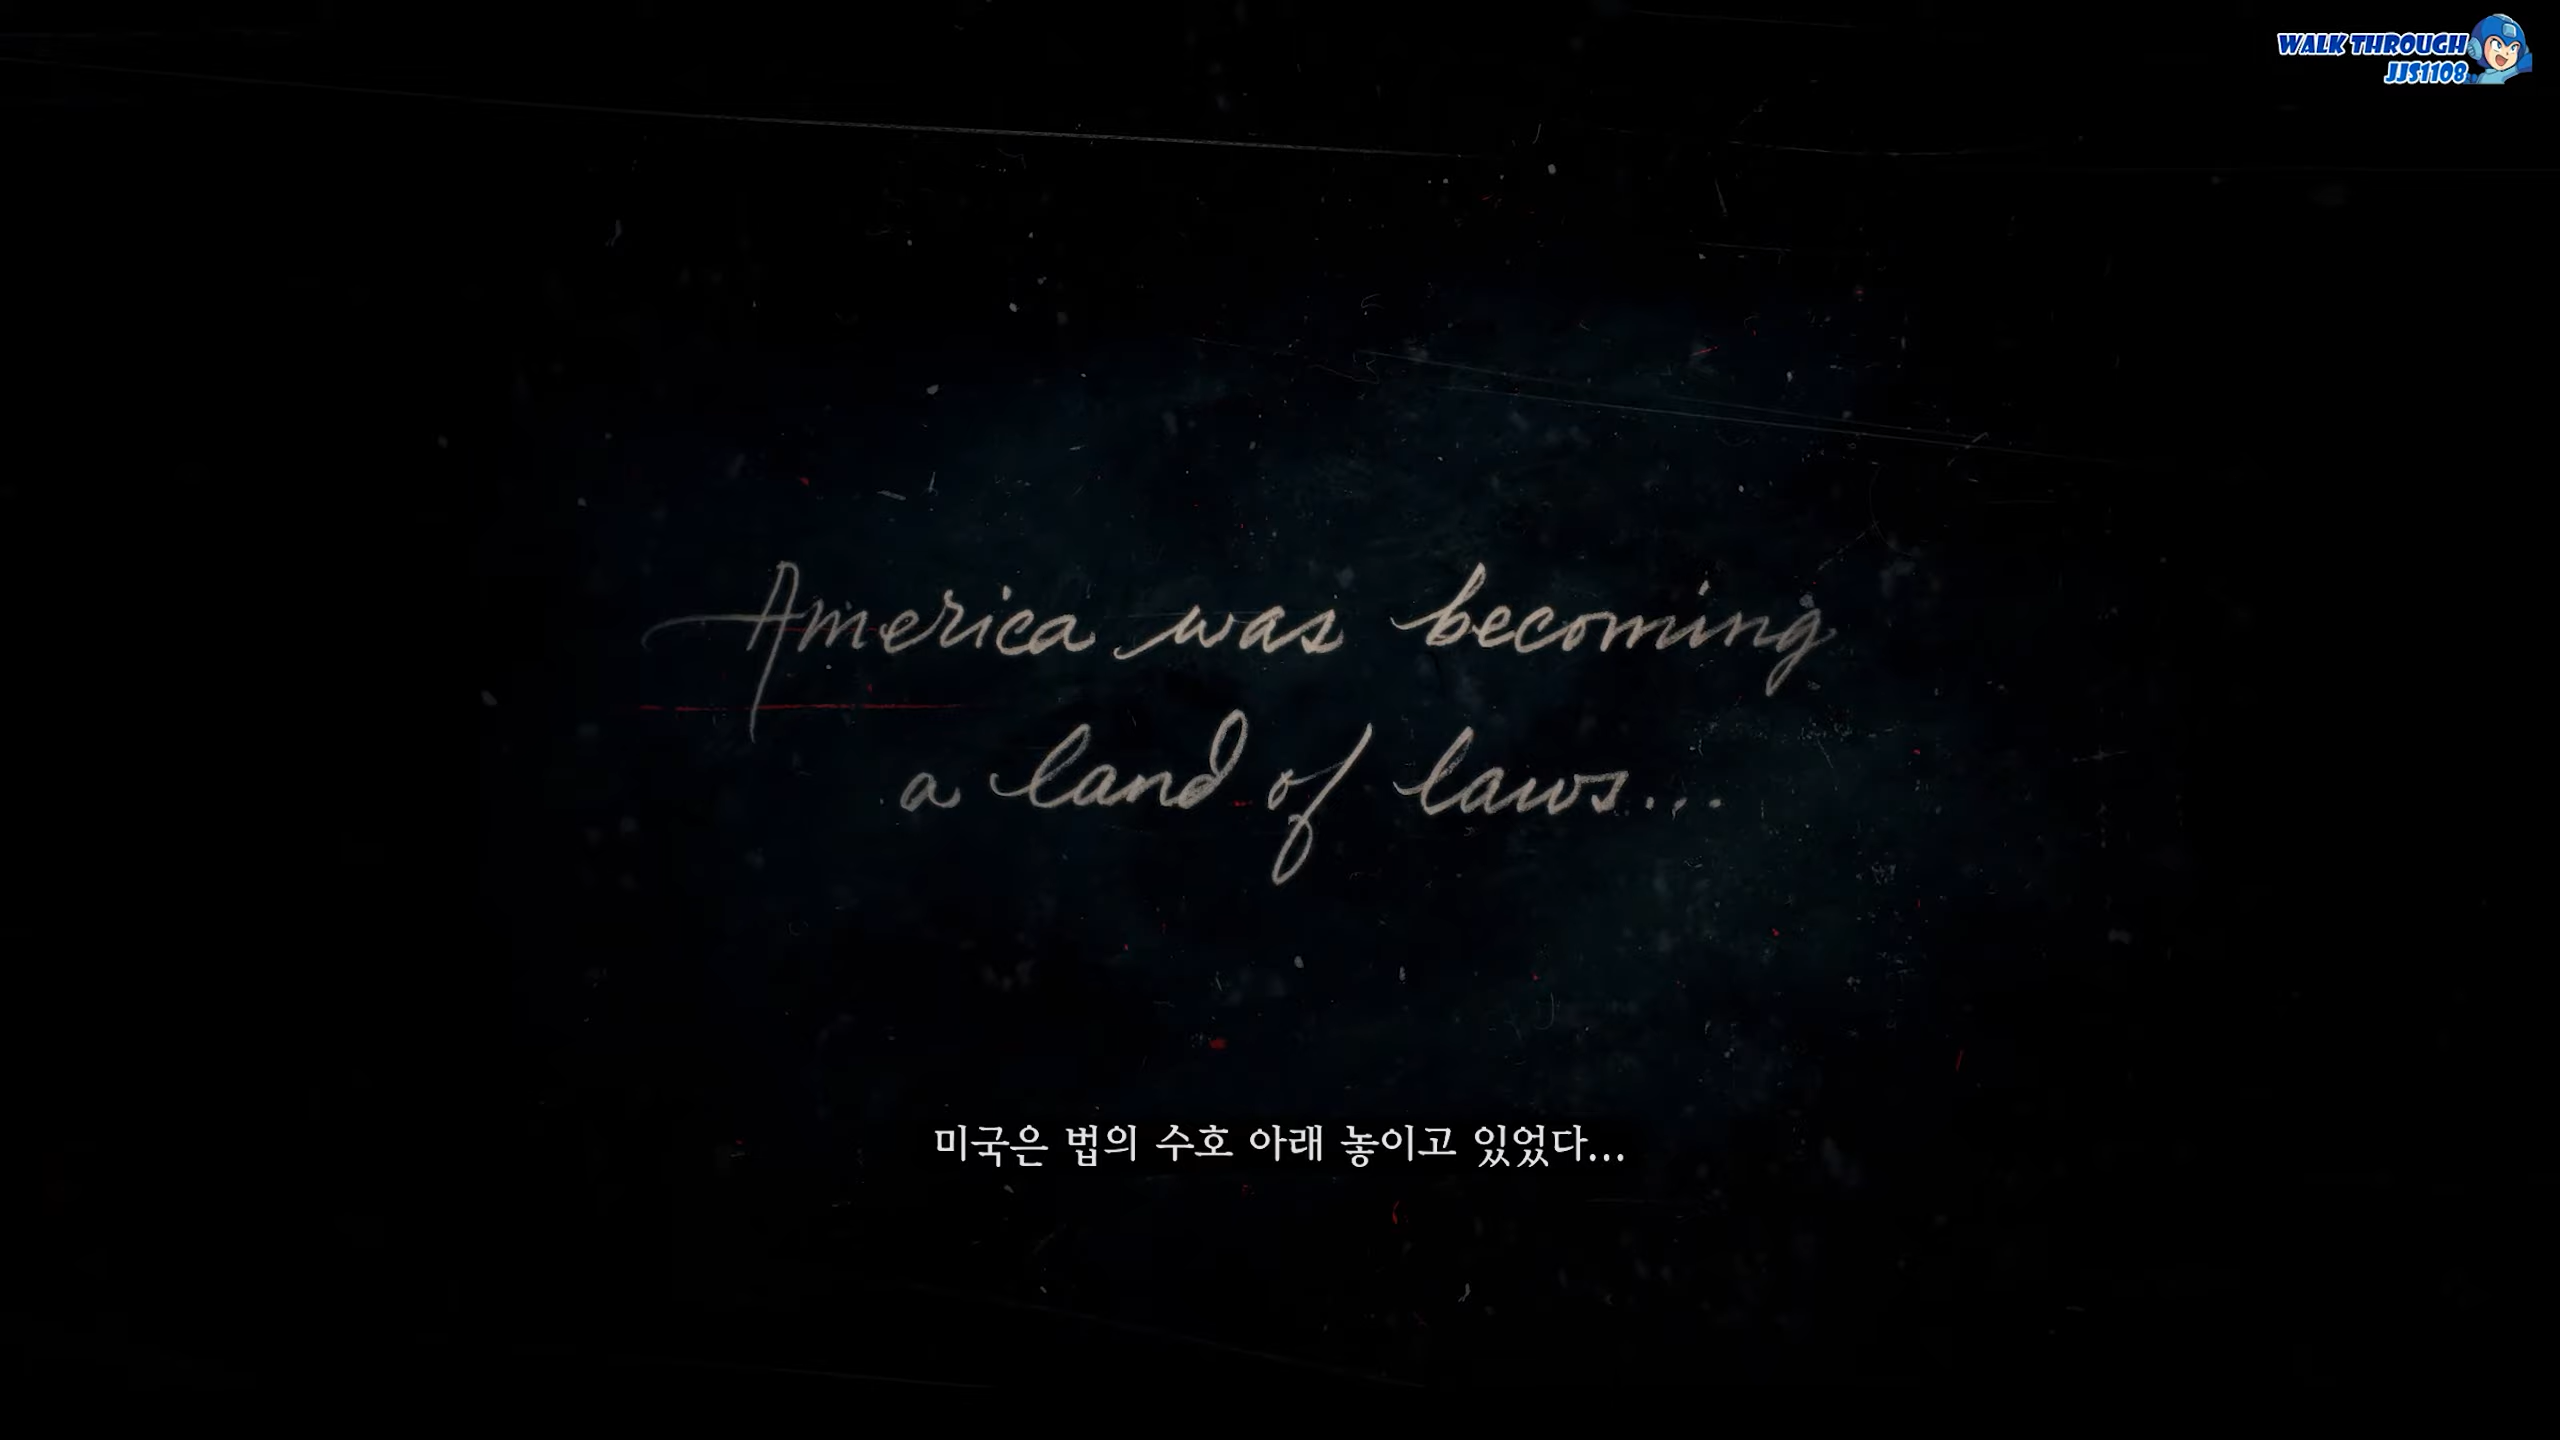 WALK THROUGH
JJS1108
America was becoming
a land of laws...
미국은 법의 수호 아래 놓이고 있었다...